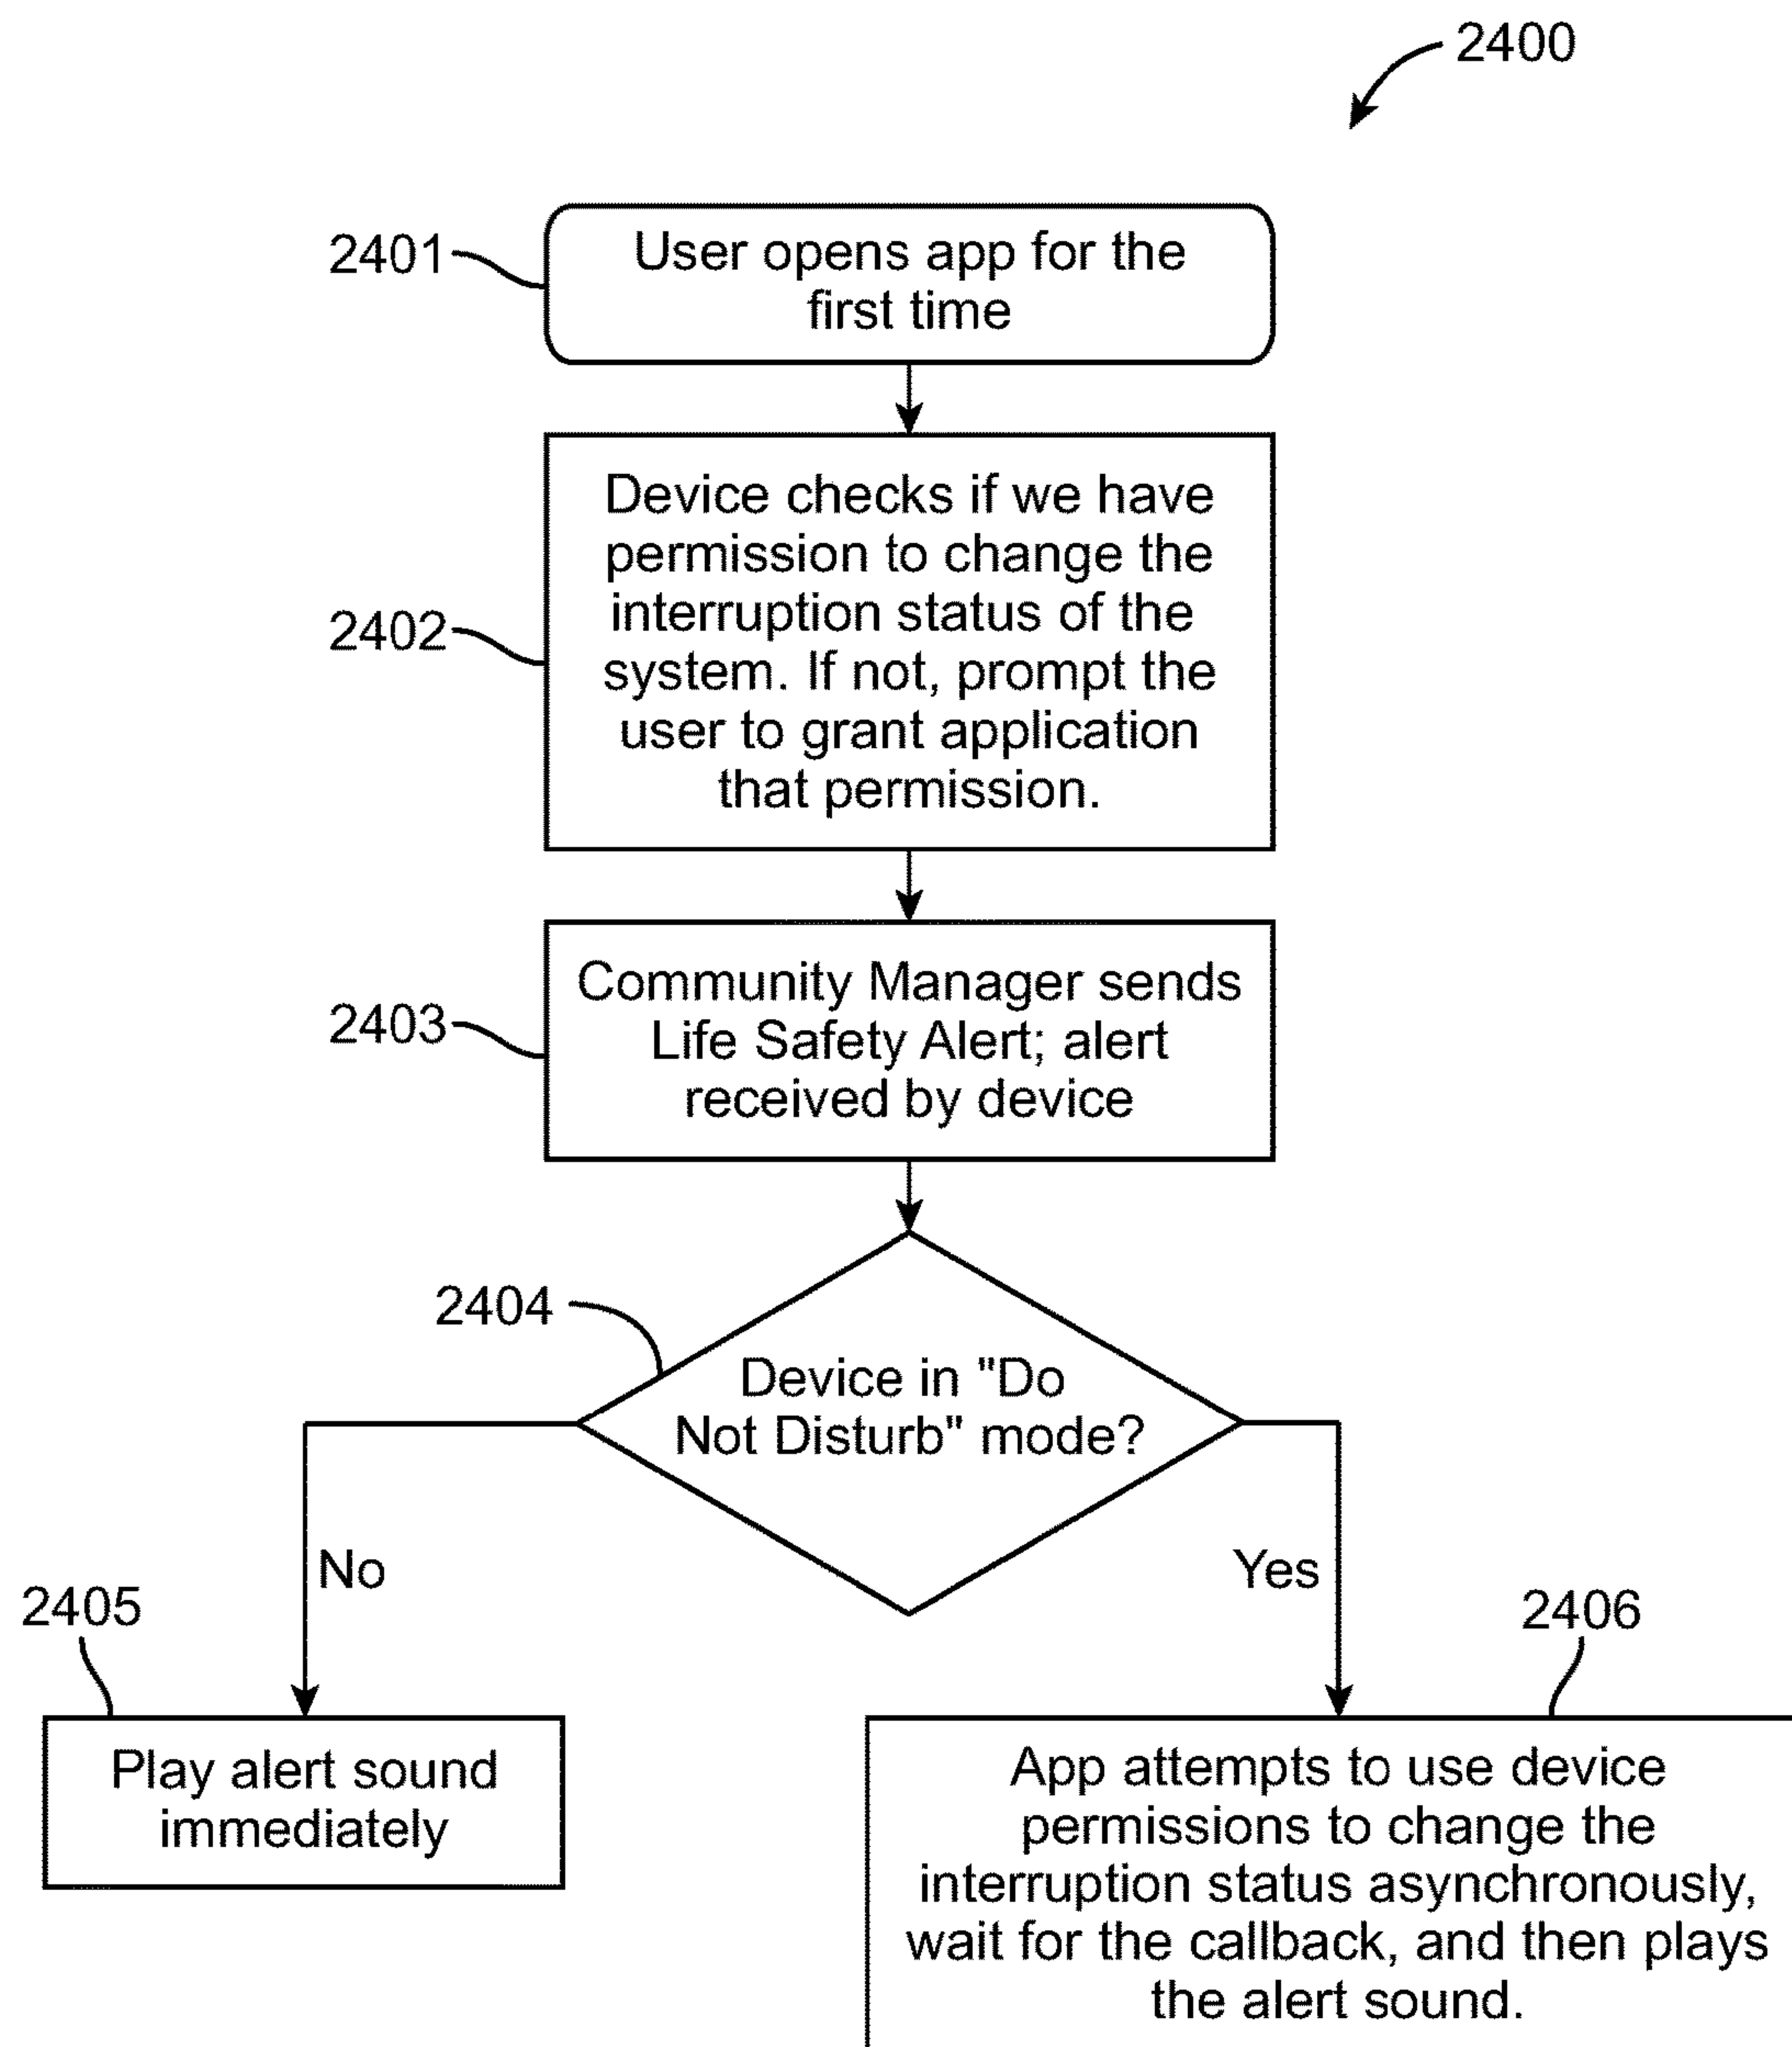 2400
2401
User opens app for the
first time
2402
Device checks if we have
permission to change the
interruption status of the
system. If not, prompt the
user to grant application
that permission.
2403
Community Manager sends
Life Safety Alert; alert
received by device
2404
Device in "Do
Not Disturb" mode?
No
Yes
2405
Play alert sound
immediately
2406
App attempts to use device
permissions to change the
interruption status asynchronously,
wait for the callback, and then plays
the alert sound.